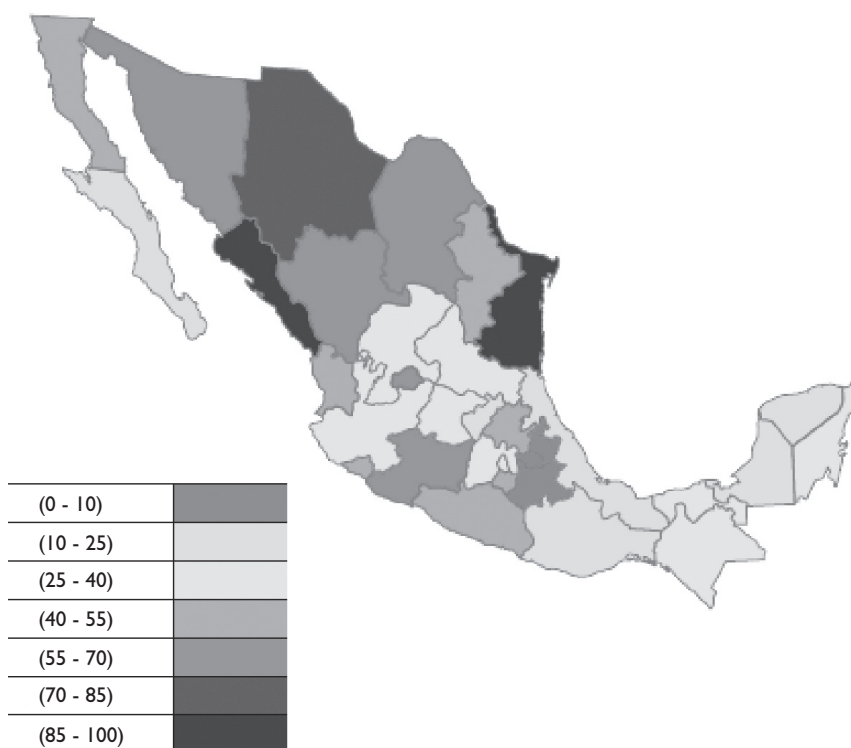 (0 - 10)
(10 - 25)
(25 - 40)
(40 - 55)
(55 - 70)
(70 - 85)
(85 - 100)